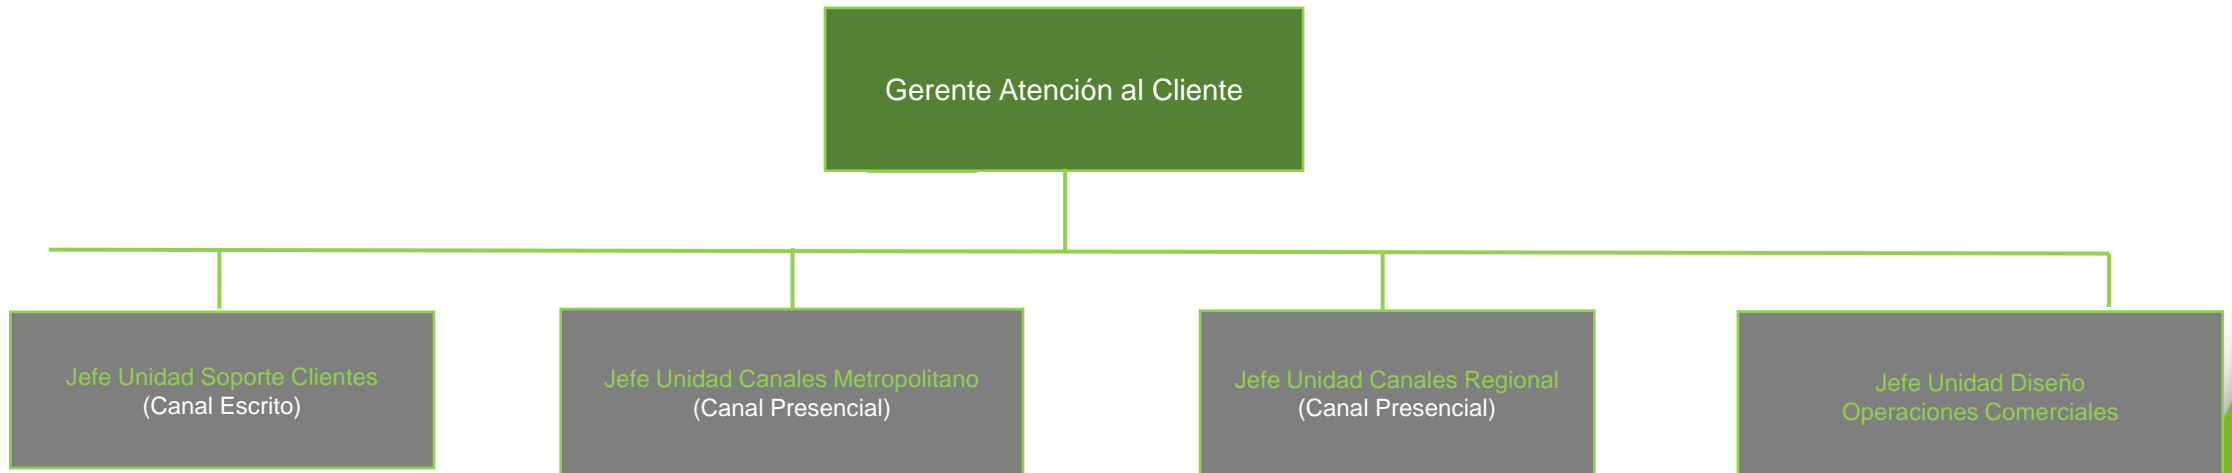 Gerente Atención al Cliente
Jefe Unidad Soporte Clientes
(Canal Escrito)
Jefe Unidad Canales Metropolitano
(Canal Presencial)
Jefe Unidad Canales Regional
(Canal Presencial)
Jefe Unidad Diseño
Operaciones Comerciales